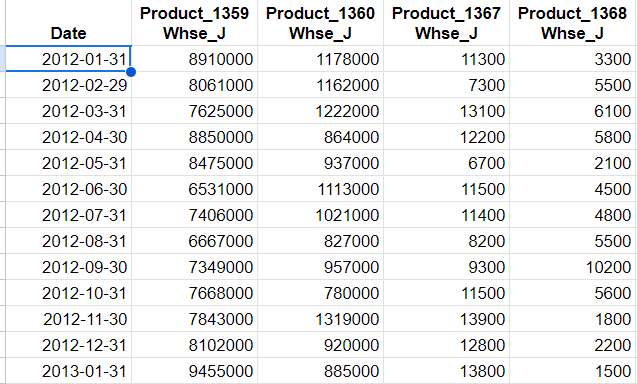 Date Product_1359 Whse_J Product_1360 Whse_J Product_1367 Whse_J Product_1368 Whse_J
2012-01-31 8910000 1178000 11300 3300
2012-02-29 8061000 1162000 7300 5500
2012-03-31 7625000 1222000 13100 6100
2012-04-30 8850000 864000 12200 5800
2012-05-31 8475000 937000 6700 2100
2012-06-30 6531000 1113000 11500 4500
2012-07-31 7406000 1021000 11400 4800
2012-08-31 6667000 827000 8200 5500
2012-09-30 7349000 957000 9300 10200
2012-10-31 7668000 780000 11500 5600
2012-11-30 7843000 1319000 13900 1800
2012-12-31 8102000 920000 12800 2200
2013-01-31 9455000 885000 13800 1500